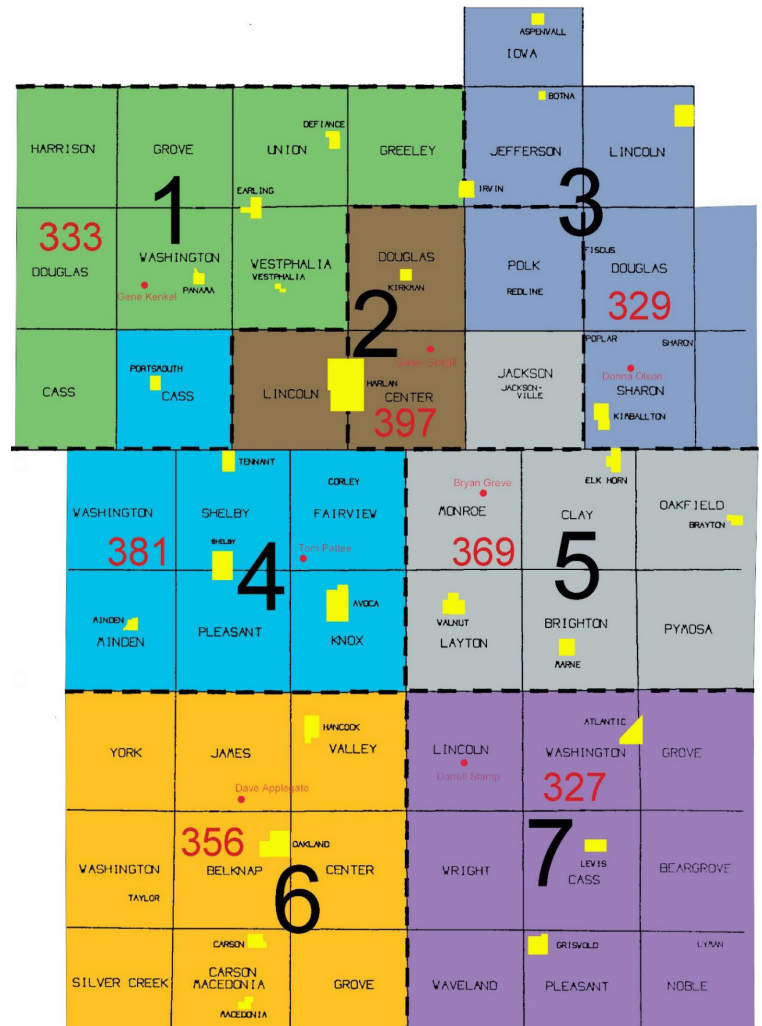 ASPENVALL
IOWA
BOTNA
DEFIANCE
HARRISON
GROVE
UNION
GREELEY
JEFFERSON
LINCOLN
1
EARLING
IRVIN
3
333
DOUGLAS
WASHINGTON
WESTPHALIA
WESTPHALIA
PANAMA
Gene Kenkel
DOUGLAS
KIRKMAN
POLK
REDLINE
FISCUS
DOUGLAS
329
2
PORTSMOUTH
CASS
CASS
LINCOLN
HARLAN
CENTER
397
JACKSON
JACKSON-
VILLE
POPLAR
SHARON
Donna Olson
SHARON
KIMBALLTON
TENNANT
CORLEY
WASHINGTON
SHELBY
FAIRVIEW
381
SHELBY
4
Tom Pattee
Bryan Greve
MONROE
369
ELK HORN
CLAY
5
OAKFIELD
BRAYTON
MINDEN
MINDEN
PLEASANT
AVOCA
KNOX
WALNUT
LAYTON
BRIGHTON
MARNE
PYMOSA
YORK
JAMES
HANCOCK
VALLEY
LINCOLN
Darrell Stamp
ATLANTIC
WASHINGTON
GROVE
327
Dave Applegate
356
WASHINGTON
TAYLOR
BELKNAP
OAKLAND
CENTER
6
WRIGHT
7
LEWIS
CASS
BEARGROVE
CARSON
SILVER CREEK
CARSON
MACEDONIA
MACEDONIA
GROVE
WAVELAND
GRISWOLD
PLEASANT
LYMAN
NOBLE